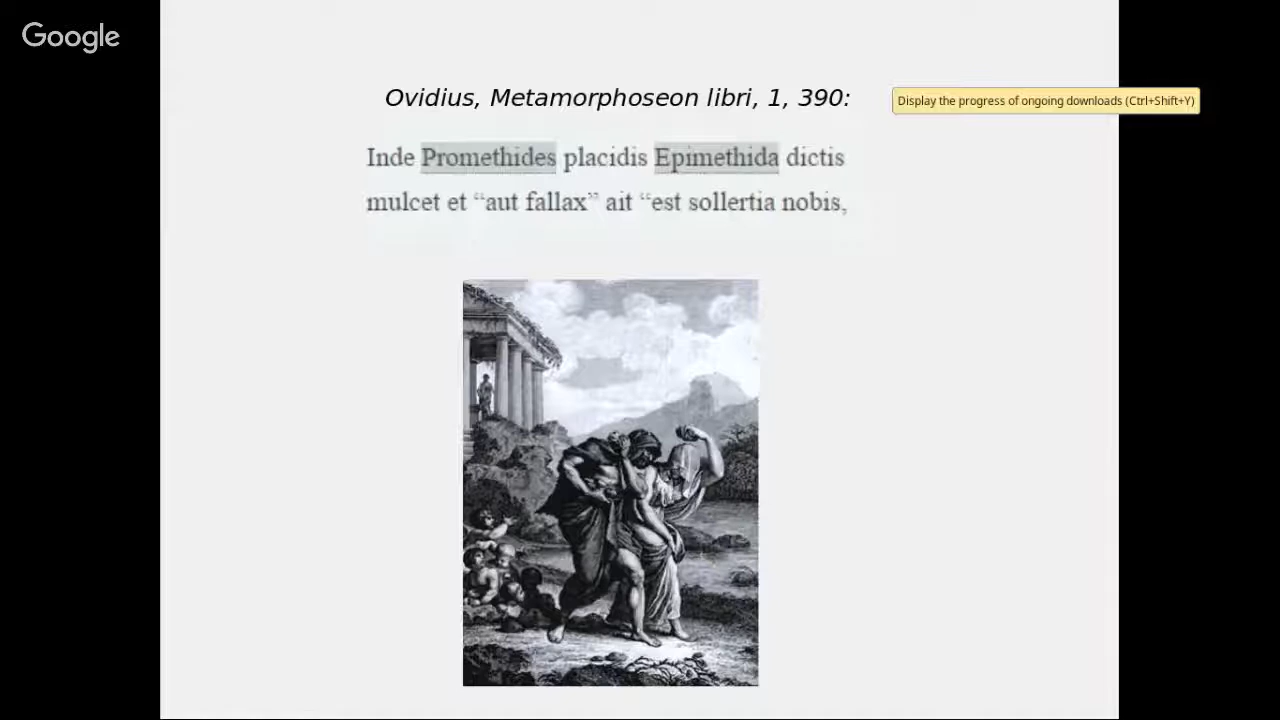 Google
Ovidius, Metamorphoseon libri, 1, 390:
Display the progress of ongoing downloads (Ctrl+Shift+Y)
Inde Promethides placidis Epimethida dictis
mulcet et “aut fallax” ait “est sollertia nobis,